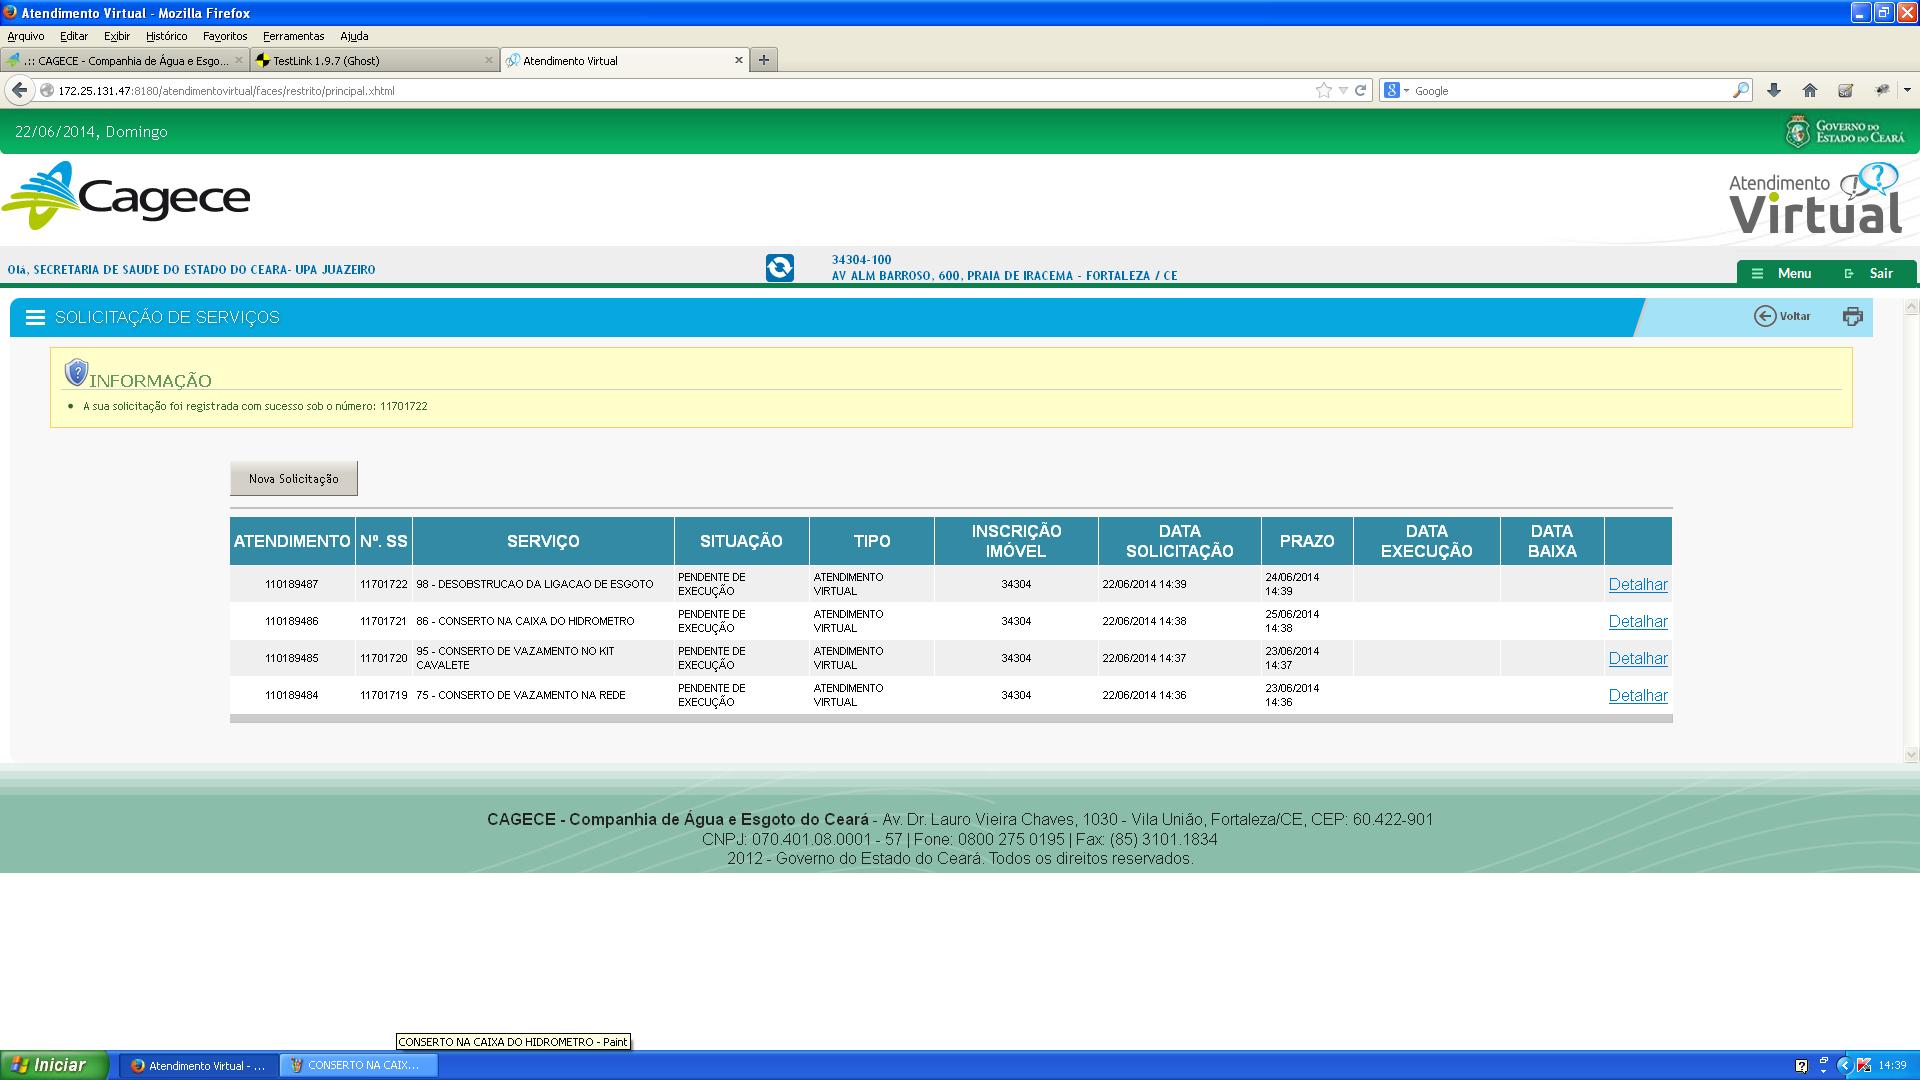 Atendimento Virtual - Mozilla Firefox
Arquivo Editar Exibir Histórico Favoritos Ferramentas Ajuda
.:: CAGECE - Companhia de Água e Esgo... TestLink 1.9.7 (Ghost) Atendimento Virtual
172.25.131.47:8180/atendimentovirtual/faces/restrito/principal.xhtml Google
22/06/2014, Domingo
GOVERNO DO
ESTADO DO CEARÁ
Cagece
Atendimento
Virtual
Olá, SECRETARIA DE SAUDE DO ESTADO DO CEARA- UPA JUAZEIRO
34304-100
AV ALM BARROSO, 600, PRAIA DE IRACEMA - FORTALEZA / CE
Menu Sair
SOLICITAÇÃO DE SERVIÇOS
Voltar
INFORMAÇÃO
A sua solicitação foi registrada com sucesso sob o número: 11701722
Nova Solicitação
ATENDIMENTO Nº. SS SERVIÇO SITUAÇÃO TIPO INSCRIÇÃO IMÓVEL DATA SOLICITAÇÃO PRAZO DATA EXECUÇÃO DATA BAIXA
110189487 11701722 98 - DESOBSTRUCAO DA LIGACAO DE ESGOTO PENDENTE DE EXECUÇÃO ATENDIMENTO VIRTUAL 34304 22/06/2014 14:39 24/06/2014 14:39 Detalhar
110189486 11701721 86 - CONSERTO NA CAIXA DO HIDROMETRO PENDENTE DE EXECUÇÃO ATENDIMENTO VIRTUAL 34304 22/06/2014 14:38 25/06/2014 14:38 Detalhar
110189485 11701720 95 - CONSERTO DE VAZAMENTO NO KIT CAVALETE PENDENTE DE EXECUÇÃO ATENDIMENTO VIRTUAL 34304 22/06/2014 14:37 23/06/2014 14:37 Detalhar
110189484 11701719 75 - CONSERTO DE VAZAMENTO NA REDE PENDENTE DE EXECUÇÃO ATENDIMENTO VIRTUAL 34304 22/06/2014 14:36 23/06/2014 14:36 Detalhar
CAGECE - Companhia de Água e Esgoto do Ceará - Av. Dr. Lauro Vieira Chaves, 1030 - Vila União, Fortaleza/CE, CEP: 60.422-901
CNPJ: 070.401.08.0001 - 57 | Fone: 0800 275 0195 | Fax: (85) 3101.1834
2012 - Governo do Estado do Ceará. Todos os direitos reservados.
CONSERTO NA CAIXA DO HIDROMETRO - Paint
Iniciar Atendimento Virtual - ... CONSERTO NA CAIX... 14:39